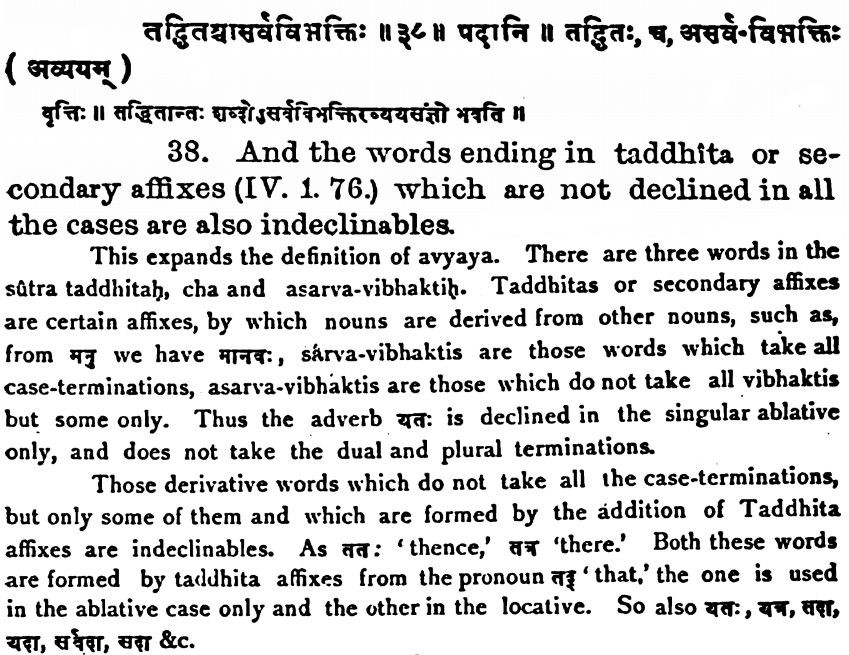 तद्धितश्चासर्वविभक्तिः ॥३८॥ पदानि ॥ तद्धितः, च, असर्व-विभक्तिः
( अव्ययम् )
वृत्तिः ॥ तद्धितान्तः शब्दोऽसर्वविभक्तिरव्ययसंज्ञो भवति ॥
38. And the words ending in taddhita or se-
condary affixes (IV. 1. 76.) which are not declined in all
the cases are also indeclinables.
This expands the definition of avyaya. There are three words in the
sûtra taddhitaḥ, cha and asarva-vibhaktiḥ. Taddhitas or secondary affixes
are certain affixes, by which nouns are derived from other nouns, such as,
from मनु we have मानवः, sárva-vibhaktis are those words which take all
case-terminations, asarva-vibháktis are those which do not take all vibhaktis
but some only. Thus the adverb यतः is declined in the singular ablative
only, and does not take the dual and plural terminations.
Those derivative words which do not take all the case-terminations,
but only some of them and which are formed by the áddition of Taddhita
affixes are indeclinables. As तत: 'thence,' तत्र 'there.' Both these words
are formed by taddhita affixes from the pronoun तद् 'that,' the one is used
in the ablative case only and the other in the locative. So also यतः, यत्र, तदा,
यदा, सर्वदा, सदा &c.